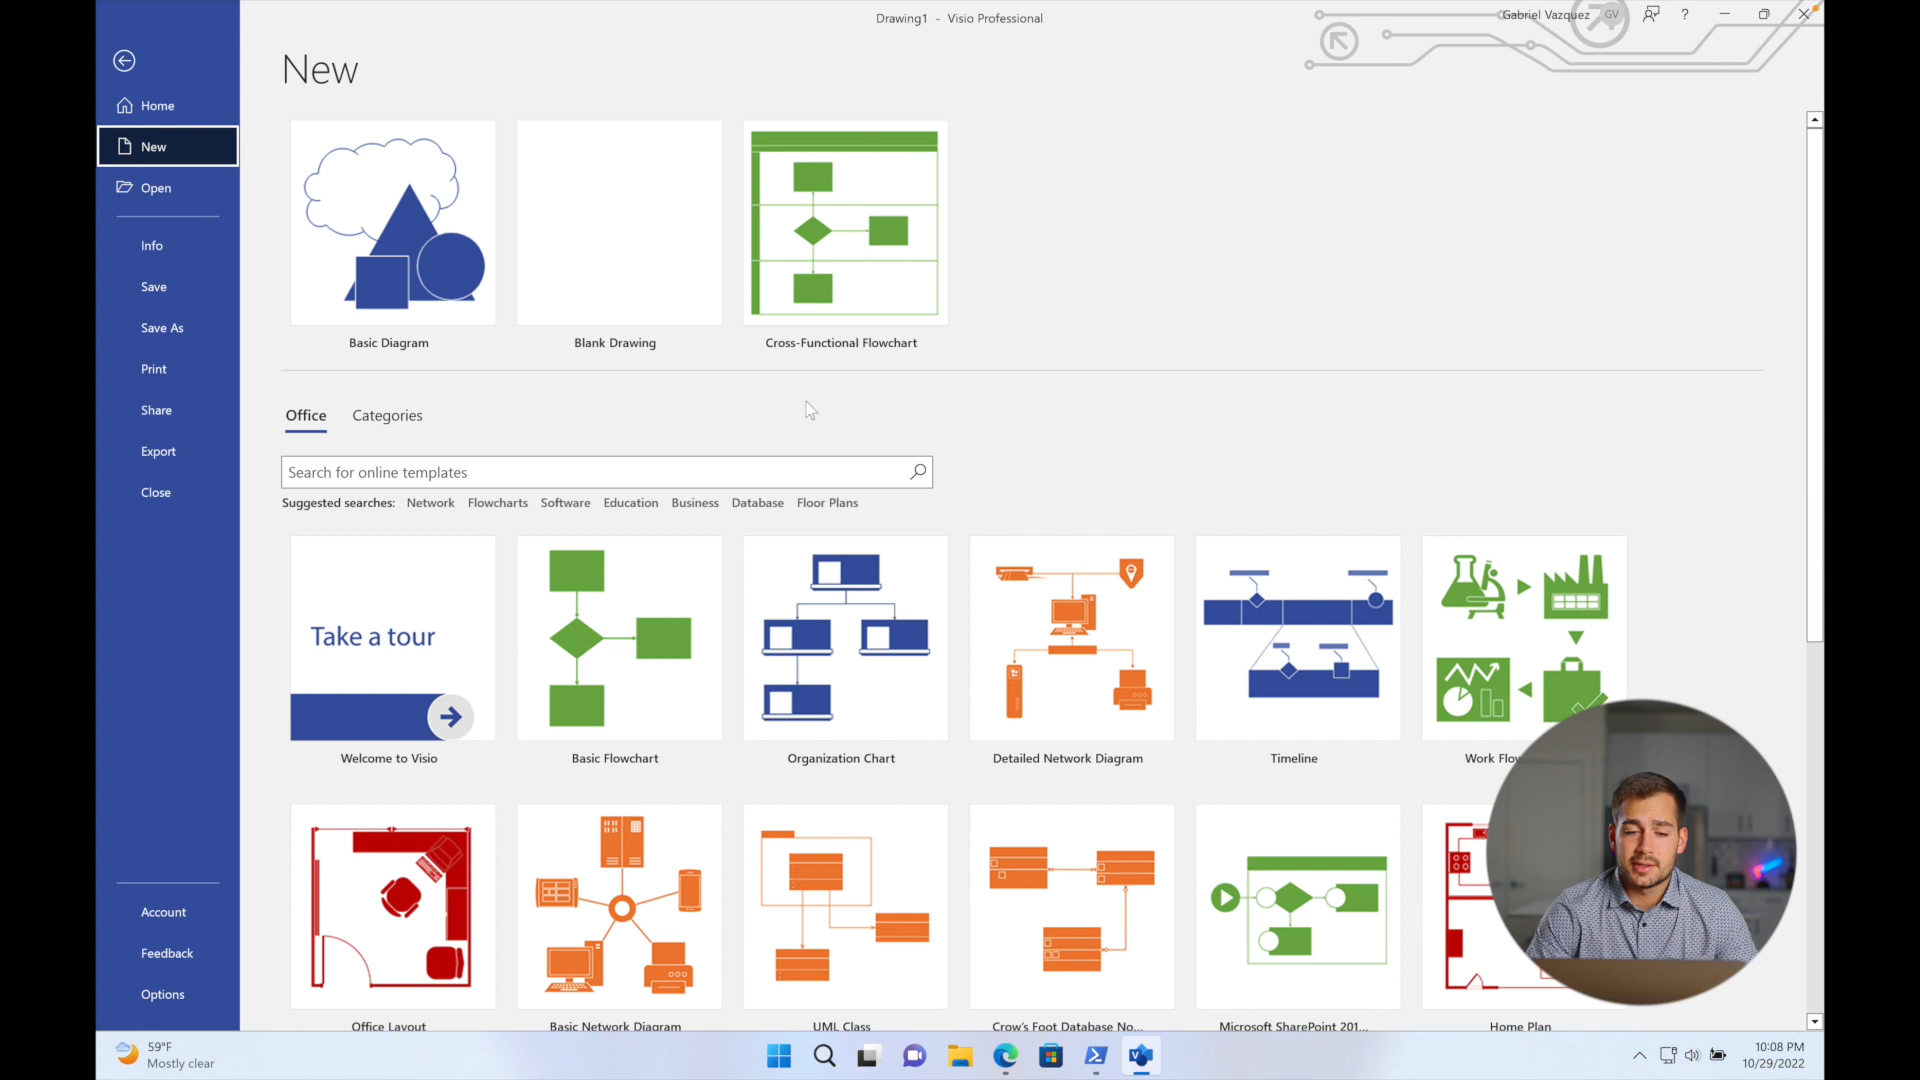 Drawing1 - Visio Professional
Gabriel Vazquez GV ?
New
Home
New
Open
Info
Save
Save As
Print
Share
Export
Close
Account
Feedback
Options
Basic Diagram
Blank Drawing
Cross-Functional Flowchart
Office Categories
Search for online templates
Suggested searches: Network Flowcharts Software Education Business Database Floor Plans
Take a tour
Welcome to Visio
Basic Flowchart
Organization Chart
Detailed Network Diagram
Timeline
Work Flow
Office Layout
Basic Network Diagram
UML Class
Crow's Foot Database No...
Microsoft SharePoint 201...
Home Plan
59°F
Mostly clear
10:08 PM
10/29/2022